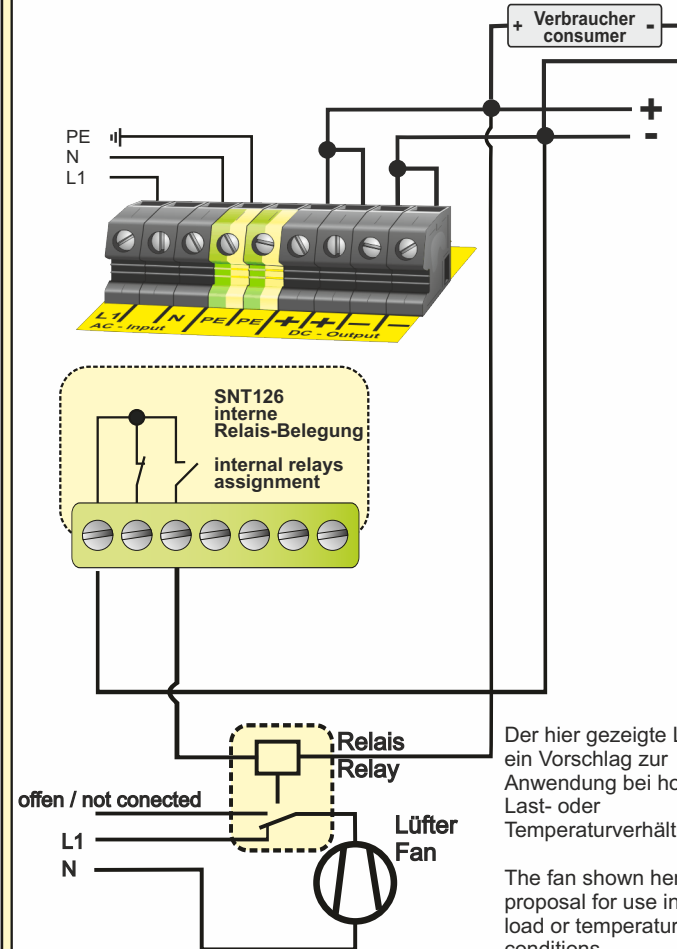 + Verbraucher -
consumer
+
-
PE
N
L1
L1 N PE PE + + - -
AC - Input DC - Output
SNT126
interne
Relais-Belegung
internal relays
assignment
Relais
Relay
offen / not conected
L1
N
Lüfter
Fan
Der hier gezeigte L
ein Vorschlag zur
Anwendung bei ho
Last- oder
Temperaturverhält
The fan shown her
proposal for use in
load or temperatur
conditions